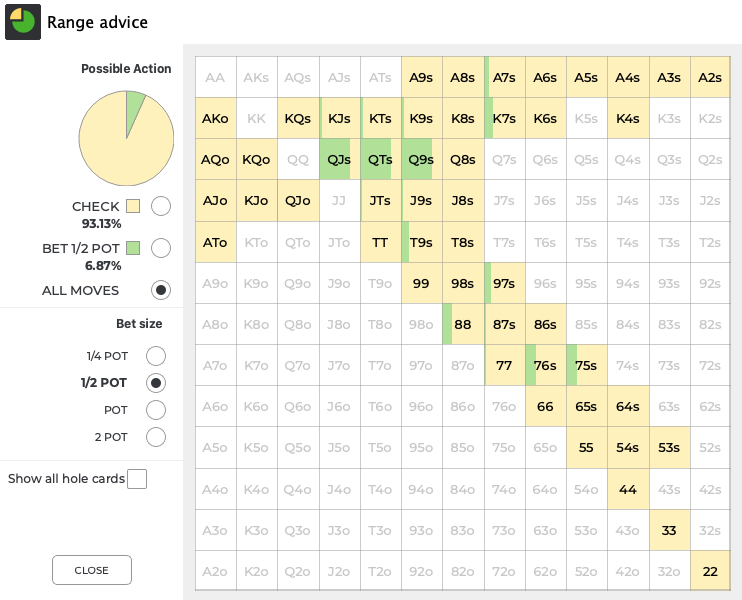 Range advice
Possible Action
CHECK
93.13%
BET 1/2 POT
6.87%
ALL MOVES
Bet size
1/4 POT
1/2 POT
POT
2 POT
Show all hole cards
CLOSE
AA AKs AQs AJs ATs A9s A8s A7s A6s A5s A4s A3s A2s
AKo KK KQs KJs KTs K9s K8s K7s K6s K5s K4s K3s K2s
AQo KQo QQ QJs QTs Q9s Q8s Q7s Q6s Q5s Q4s Q3s Q2s
AJo KJo QJo JJ JTs J9s J8s J7s J6s J5s J4s J3s J2s
ATo KTo QTo JTo TT T9s T8s T7s T6s T5s T4s T3s T2s
A9o K9o Q9o J9o T9o 99 98s 97s 96s 95s 94s 93s 92s
A8o K8o Q8o J8o T8o 98o 88 87s 86s 85s 84s 83s 82s
A7o K7o Q7o J7o T7o 97o 87o 77 76s 75s 74s 73s 72s
A6o K6o Q6o J6o T6o 96o 86o 76o 66 65s 64s 63s 62s
A5o K5o Q5o J5o T5o 95o 85o 75o 65o 55 54s 53s 52s
A4o K4o Q4o J4o T4o 94o 84o 74o 64o 54o 44 43s 42s
A3o K3o Q3o J3o T3o 93o 83o 73o 63o 53o 43o 33 32s
A2o K2o Q2o J2o T2o 92o 82o 72o 62o 52o 42o 32o 22